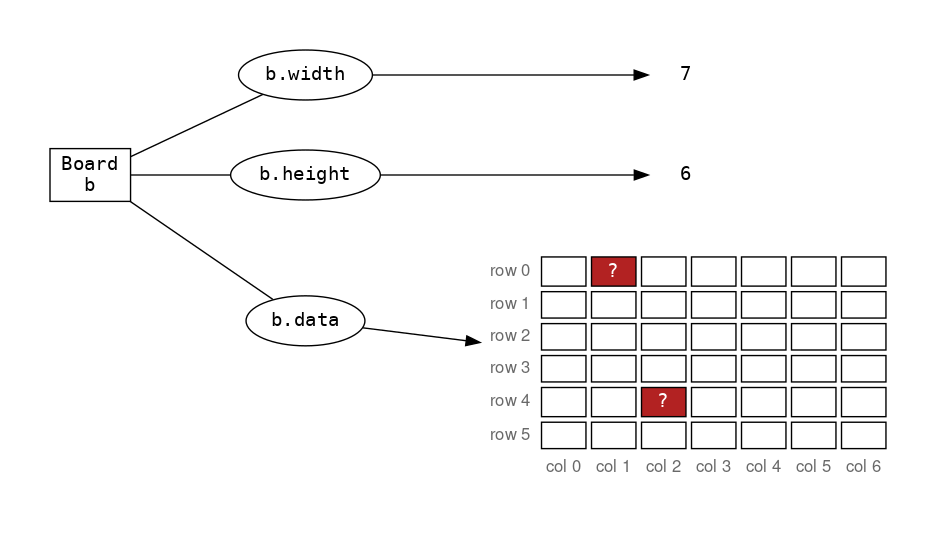 b.width
7
Board
b
b.height
6
b.data
row 0
?
row 1
row 2
row 3
row 4
?
row 5
col 0 col 1 col 2 col 3 col 4 col 5 col 6